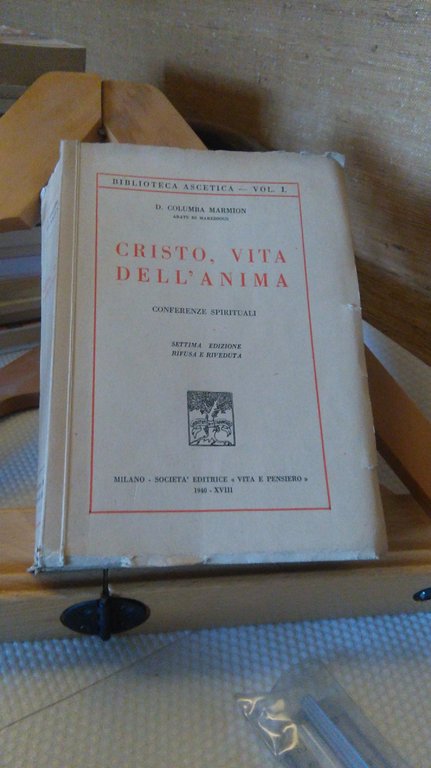 BIBLIOTECA ASCETICA — VOL. I.
D. COLUMBA MARMION
ABATE DI MAREDSOUS
CRISTO, VITA
DELL'ANIMA
CONFERENZE SPIRITUALI
SETTIMA EDIZIONE
RIFUSA E RIVEDUTA
MILANO - SOCIETA' EDITRICE « VITA E PENSIERO »
1940 - XVIII